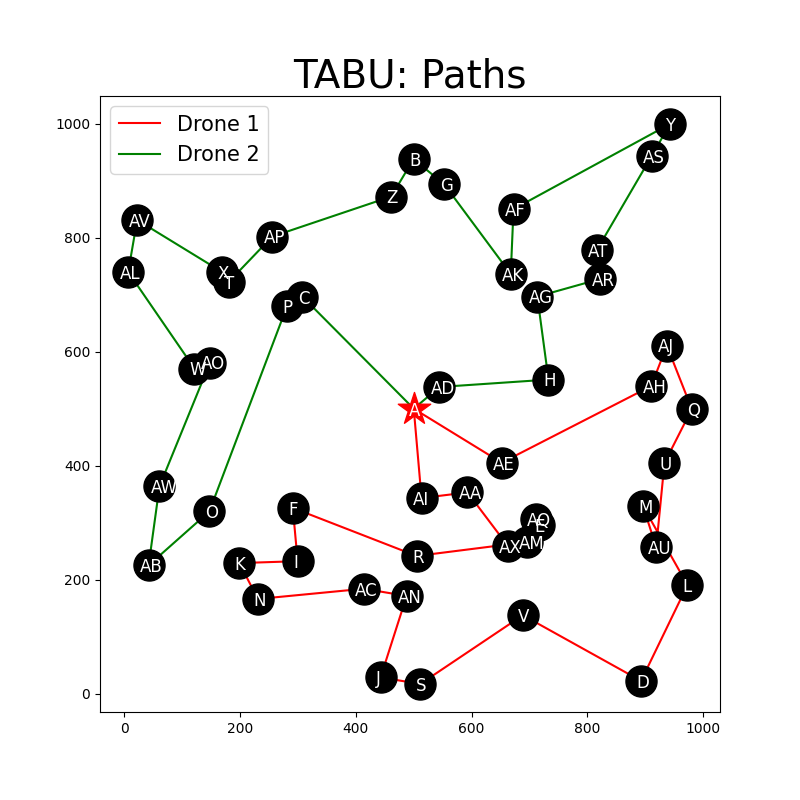 TABU: Paths
Drone 1
Drone 2
1000
800
600
400
200
0
0
200
400
600
800
1000
Y
AS
B
G
Z
AF
AV
AP
AT
AL
X
T
AK
AR
AG
C
P
AJ
AO
W
H
AD
AH
A
Q
AE
U
AW
AI
AA
M
F
O
AQ
E
AX
AM
AU
R
I
K
AB
L
AC
AN
N
V
J
S
D